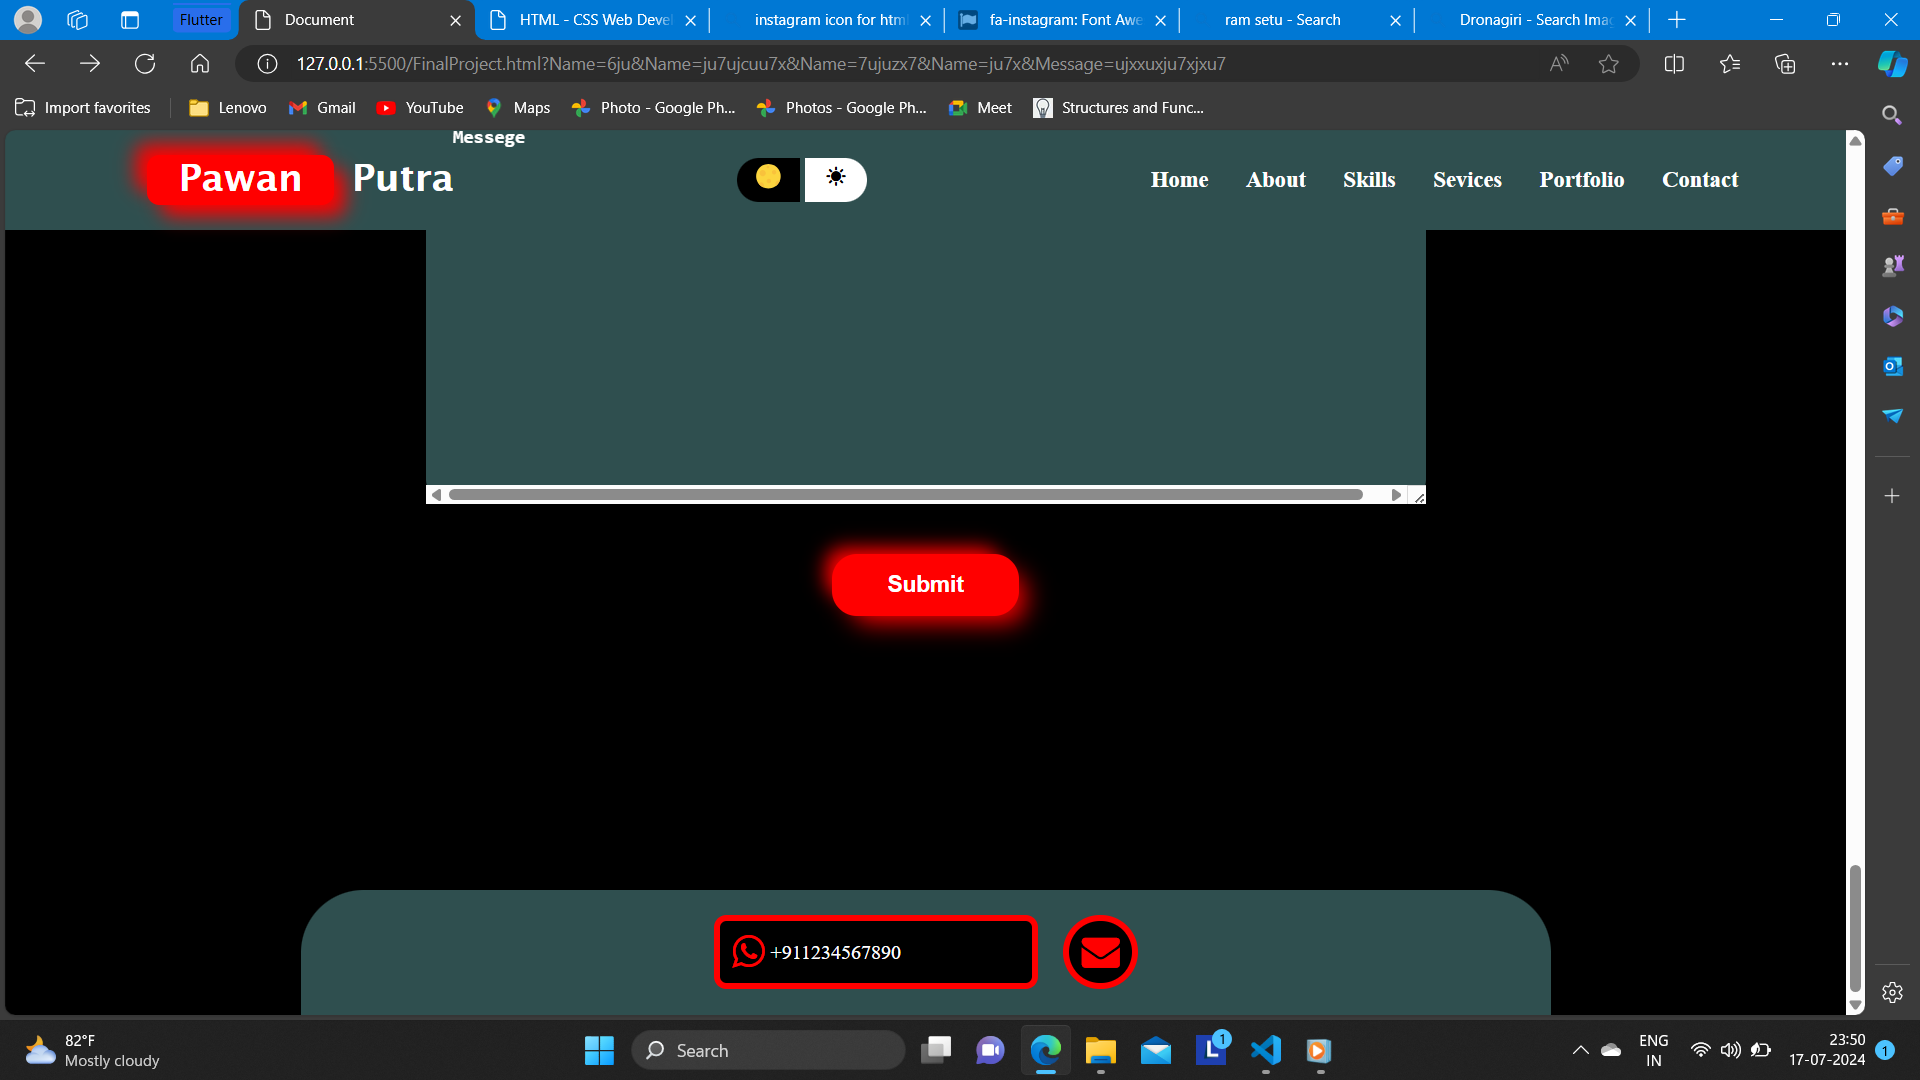 Flutter
Document
HTML - CSS Web Devel
instagram icon for html
fa-instagram: Font Awe
ram setu - Search
Dronagiri - Search Imag
127.0.0.1:5500/FinalProject.html?Name=6ju&Name=ju7ujcuu7x&Name=7ujuzx7&Name=ju7x&Message=ujxxuxju7xjxu7
Import favorites
Lenovo
Gmail
YouTube
Maps
Photo - Google Ph...
Photos - Google Ph...
Meet
Structures and Func...
Messege
Pawan Putra
Home
About
Skills
Sevices
Portfolio
Contact
Submit
+911234567890
82°F
Mostly cloudy
Search
1
ENG
IN
23:50
17-07-2024
1